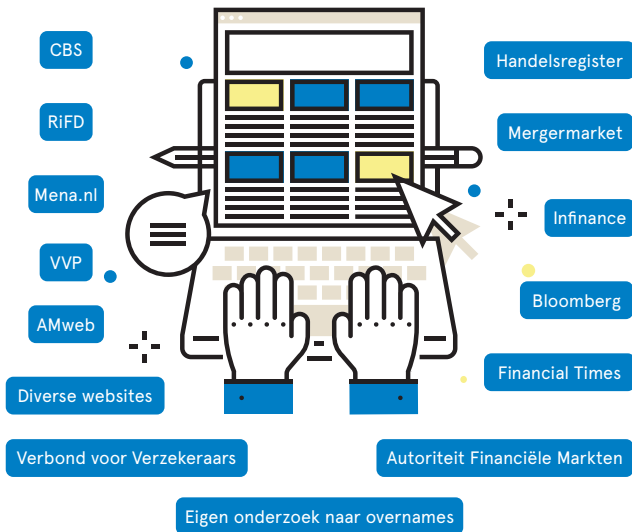 CBS
RiFD
Mena.nl
VVP
AMweb
Diverse websites
Verbond voor Verzekeraars
Handelsregister
Mergermarket
Infinance
Bloomberg
Financial Times
Autoriteit Financiële Markten
Eigen onderzoek naar overnames